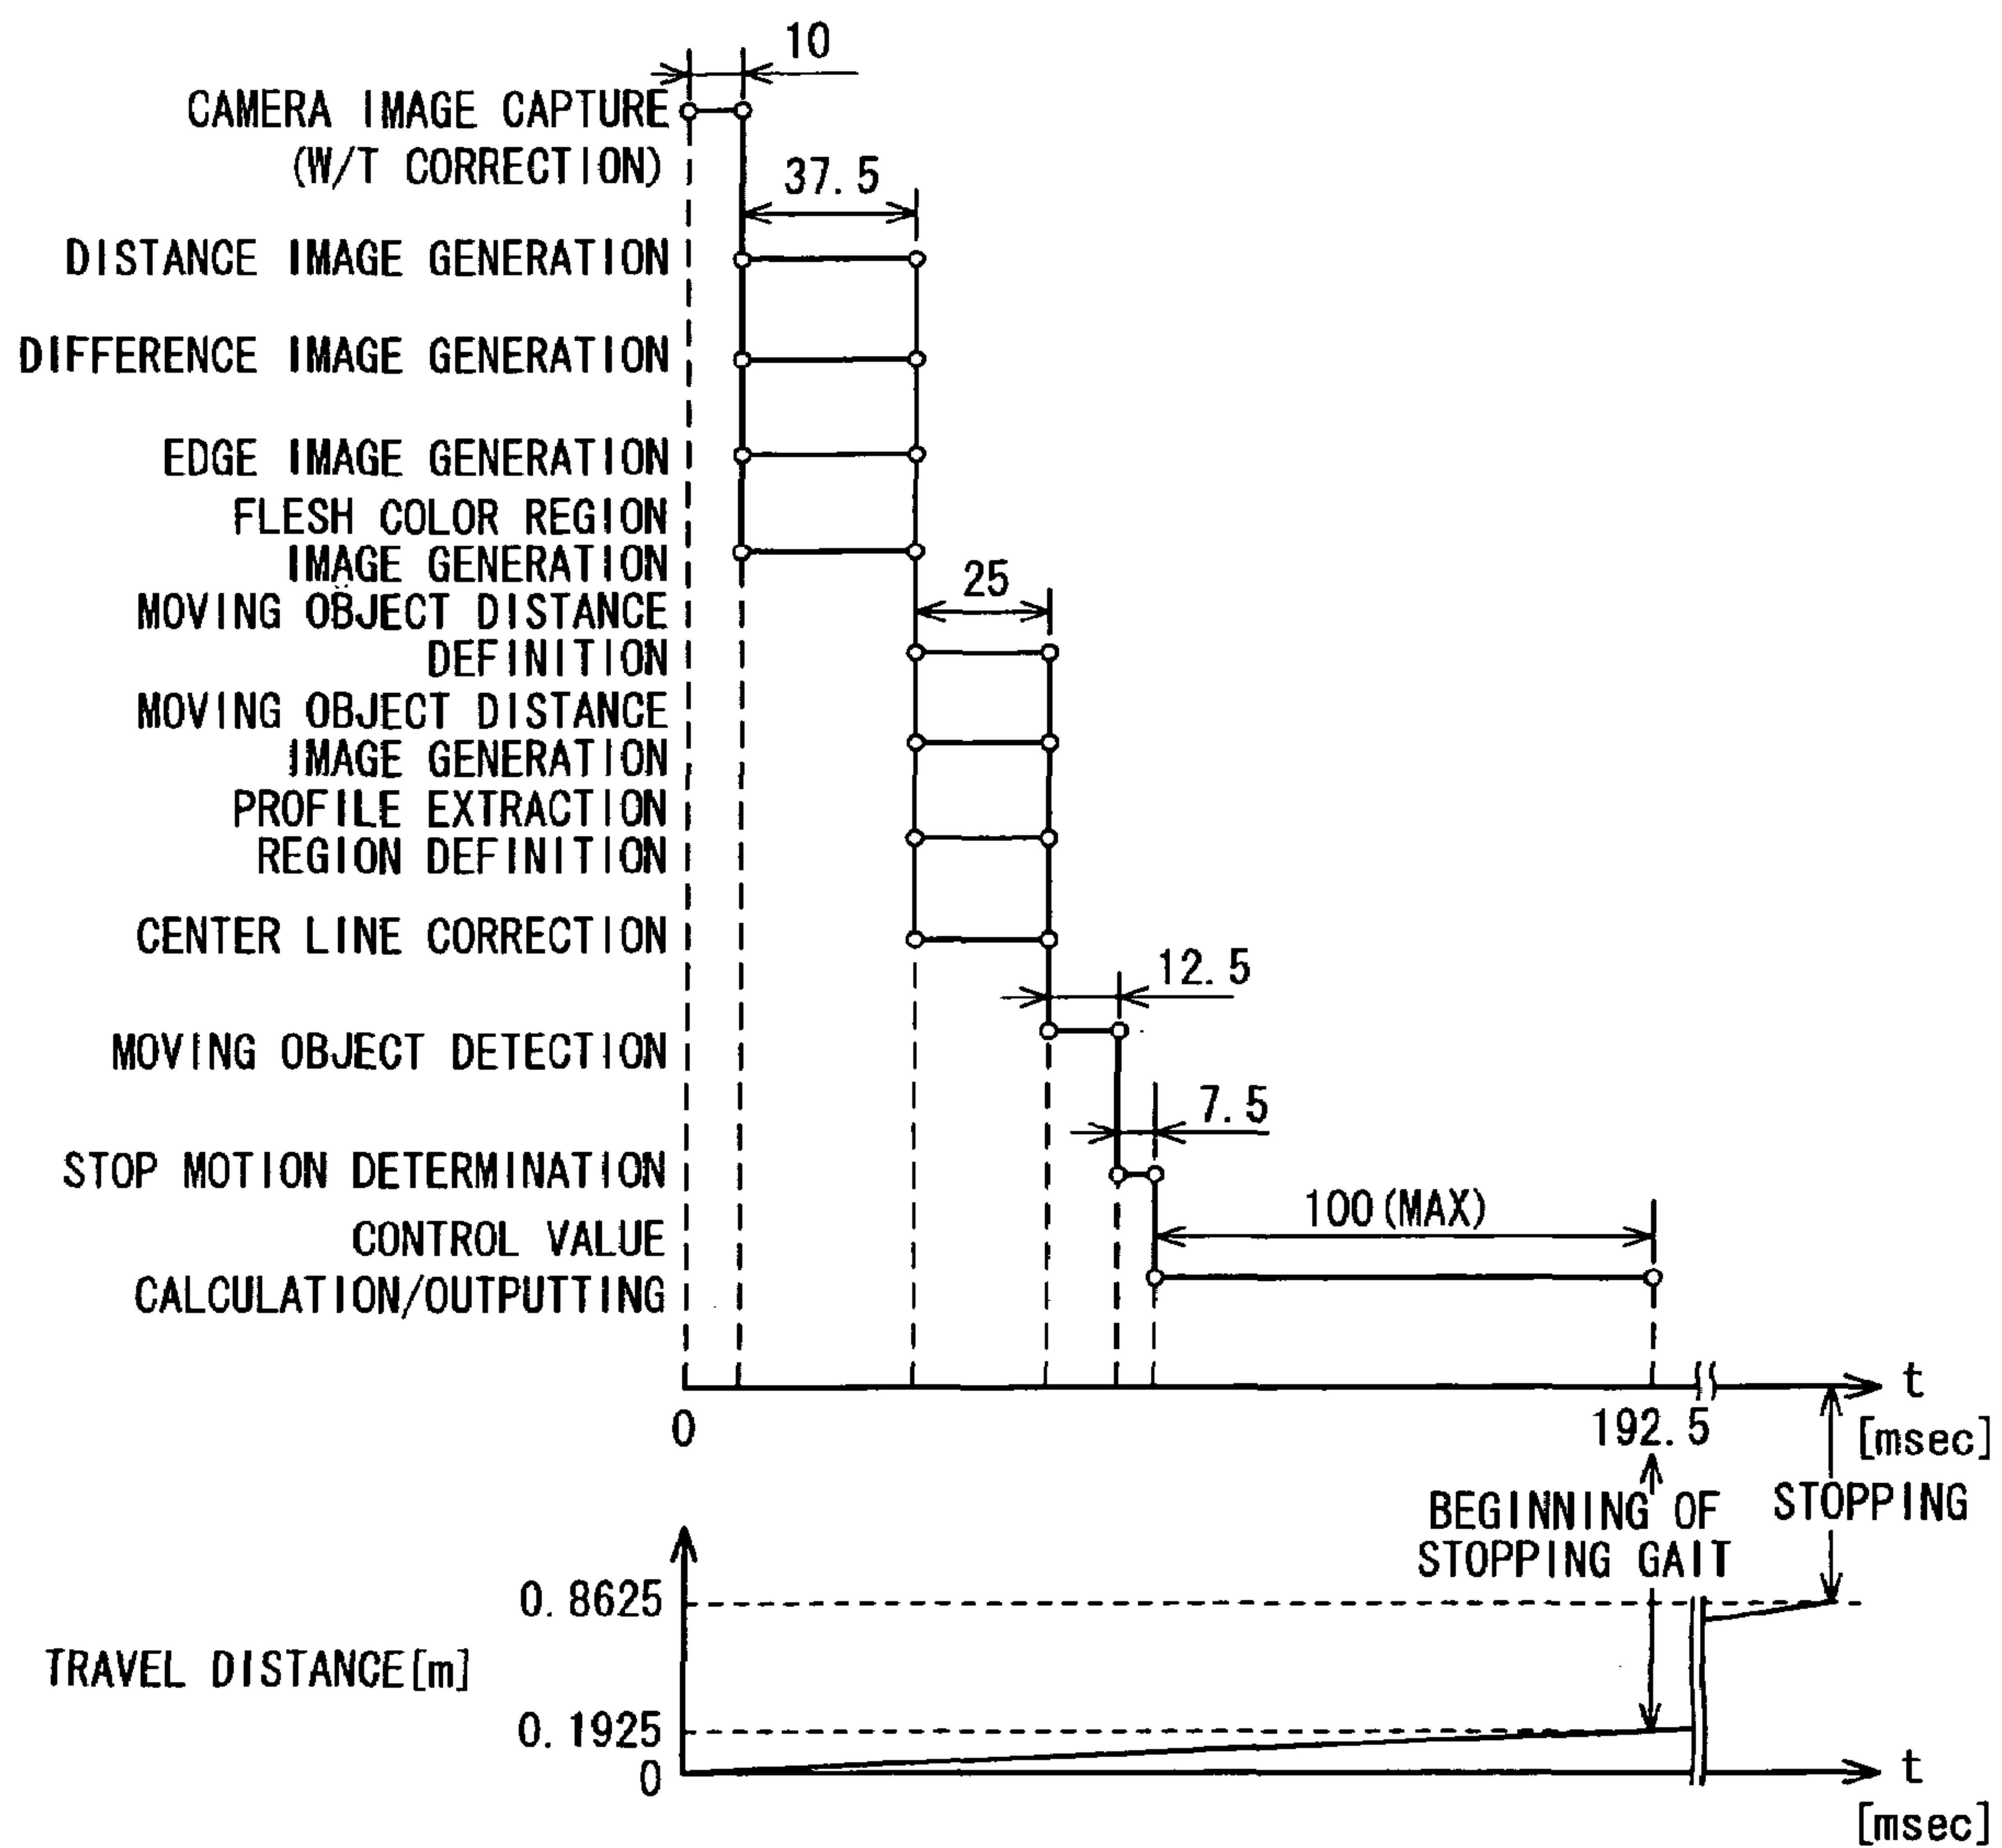 10
CAMERA IMAGE CAPTURE
(W/T CORRECTION)
37.5
DISTANCE IMAGE GENERATION
DIFFERENCE IMAGE GENERATION
EDGE IMAGE GENERATION
FLESH COLOR REGION
IMAGE GENERATION
25
MOVING OBJECT DISTANCE
DEFINITION
MOVING OBJECT DISTANCE
IMAGE GENERATION
PROFILE EXTRACTION
REGION DEFINITION
CENTER LINE CORRECTION
12.5
MOVING OBJECT DETECTION
7.5
STOP MOTION DETERMINATION
100(MAX)
CONTROL VALUE
CALCULATION/OUTPUTTING
t
0
192.5
[msec]
BEGINNING OF
STOPPING GAIT
STOPPING
0.8625
TRAVEL DISTANCE[m]
0.1925
0
t
[msec]